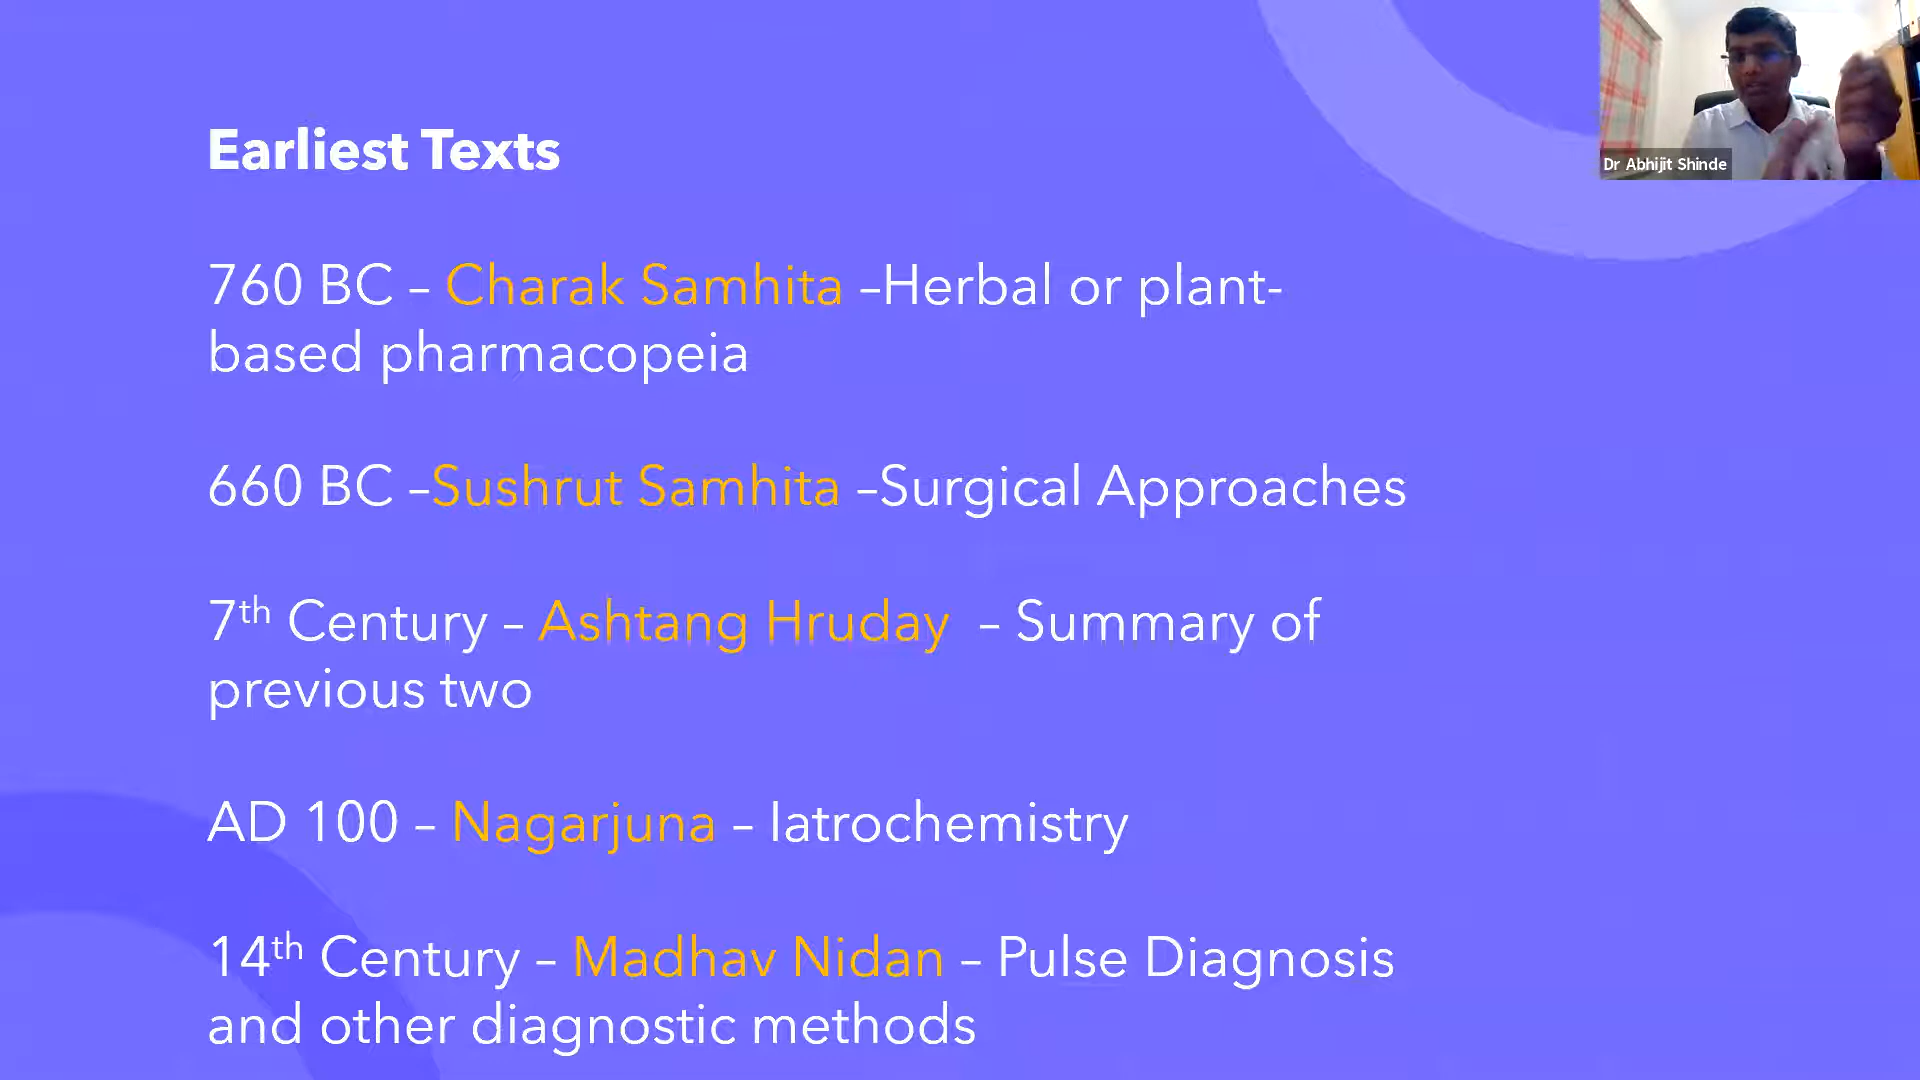 Earliest Texts
760 BC – Charak Samhita –Herbal or plant-
based pharmacopeia
660 BC –Sushrut Samhita –Surgical Approaches
7th Century – Ashtang Hruday – Summary of
previous two
AD 100 – Nagarjuna – Iatrochemistry
14th Century – Madhav Nidan – Pulse Diagnosis
and other diagnostic methods
Dr Abhijit Shinde